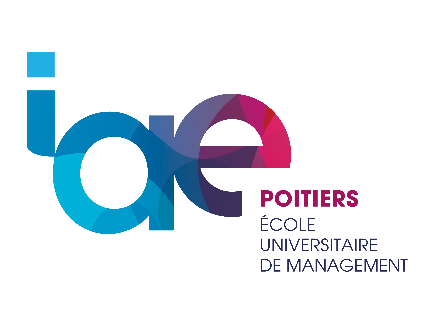 iae
POITIERS
ÉCOLE
UNIVERSITAIRE
DE MANAGEMENT